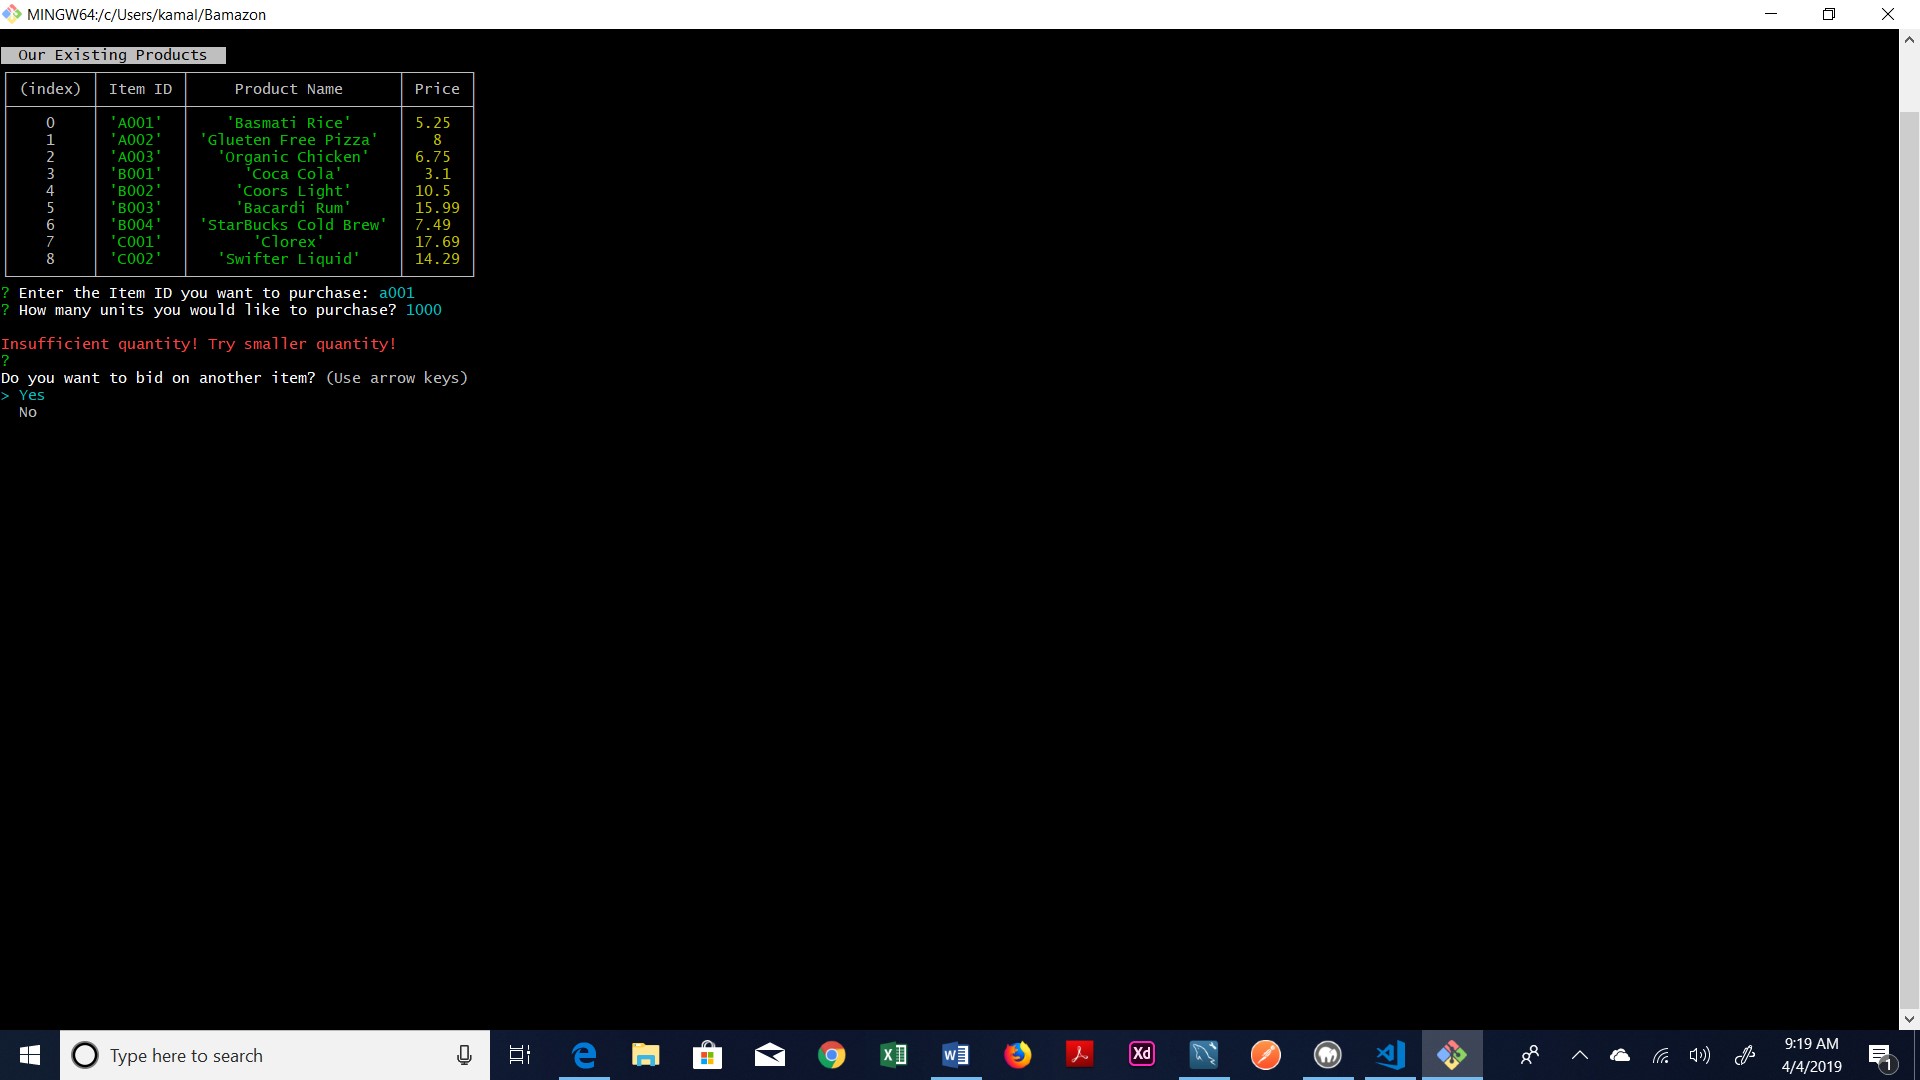 MINGW64:/c/Users/kamal/Bamazon
Our Existing Products
(index) Item ID Product Name Price
0 'A001' 'Basmati Rice' 5.25
1 'A002' 'Glueten Free Pizza' 8
2 'A003' 'Organic Chicken' 6.75
3 'B001' 'Coca Cola' 3.1
4 'B002' 'Coors Light' 10.5
5 'B003' 'Bacardi Rum' 15.99
6 'B004' 'StarBucks Cold Brew' 7.49
7 'C001' 'Clorex' 17.69
8 'C002' 'Swifter Liquid' 14.29
? Enter the Item ID you want to purchase: a001
? How many units you would like to purchase? 1000
Insufficient quantity! Try smaller quantity!
?
Do you want to bid on another item? (Use arrow keys)
> Yes
No
Type here to search
Xd
9:19 AM
4/4/2019
1